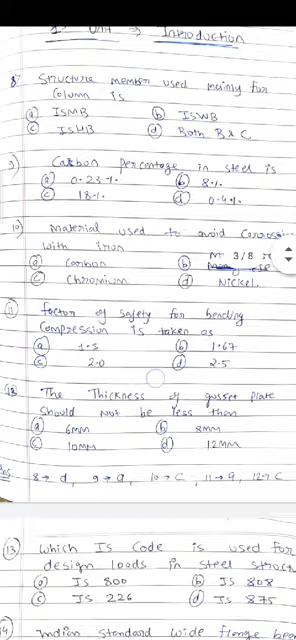 1st Unit ⇒ Introduction
8) Structure member used mainly for
column is
(a) ISMB (b) ISWB
(c) ISHB (d) Both B & C
9) Carbon percentage in steel is
(a) 0.23% (b) 8%
(c) 18% (d) 0.4%
10) Material used to avoid
with iron
(a) Carbon (b)
(c) Chromium (d) Nickel.
11) factor of safety for bending
compression is taken as
(a) 1.5 (b) 1.67
(c) 2.0 (d) 2.5
12) The Thickness of gusset plate
should Not be less than
(a) 6MM (b) 8MM
(c) 10MM (d) 12MM
Ans 8→d, 9→a, 10→C, 11→a, 12→C
(13) Which Is Code is used for
design loads in steel struct
(a) IS 800 (b) IS 808
(c) IS 226 (d) IS 875
14) Indian Standard wide flenge